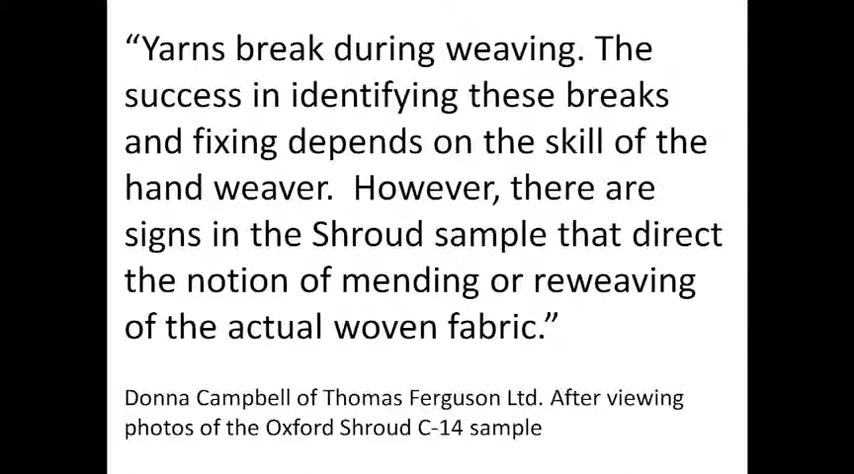 “Yarns break during weaving. The
success in identifying these breaks
and fixing depends on the skill of the
hand weaver.  However, there are
signs in the Shroud sample that direct
the notion of mending or reweaving
of the actual woven fabric.”
Donna Campbell of Thomas Ferguson Ltd. After viewing
photos of the Oxford Shroud C-14 sample